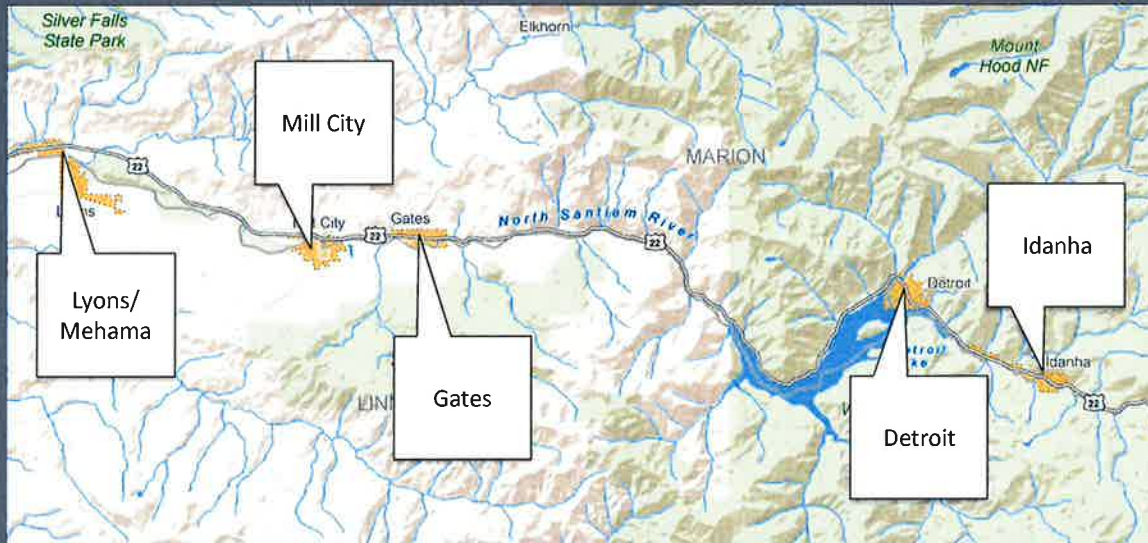 Silver Falls
State Park
Elkhorn
Mount
Hood NF
Mill City
22
MARION
Idanha
City
Gates
North Santiam River
22
22
Lyons/
Mehama
Detroit
Gates
Idanha
LINN
22
Detroit